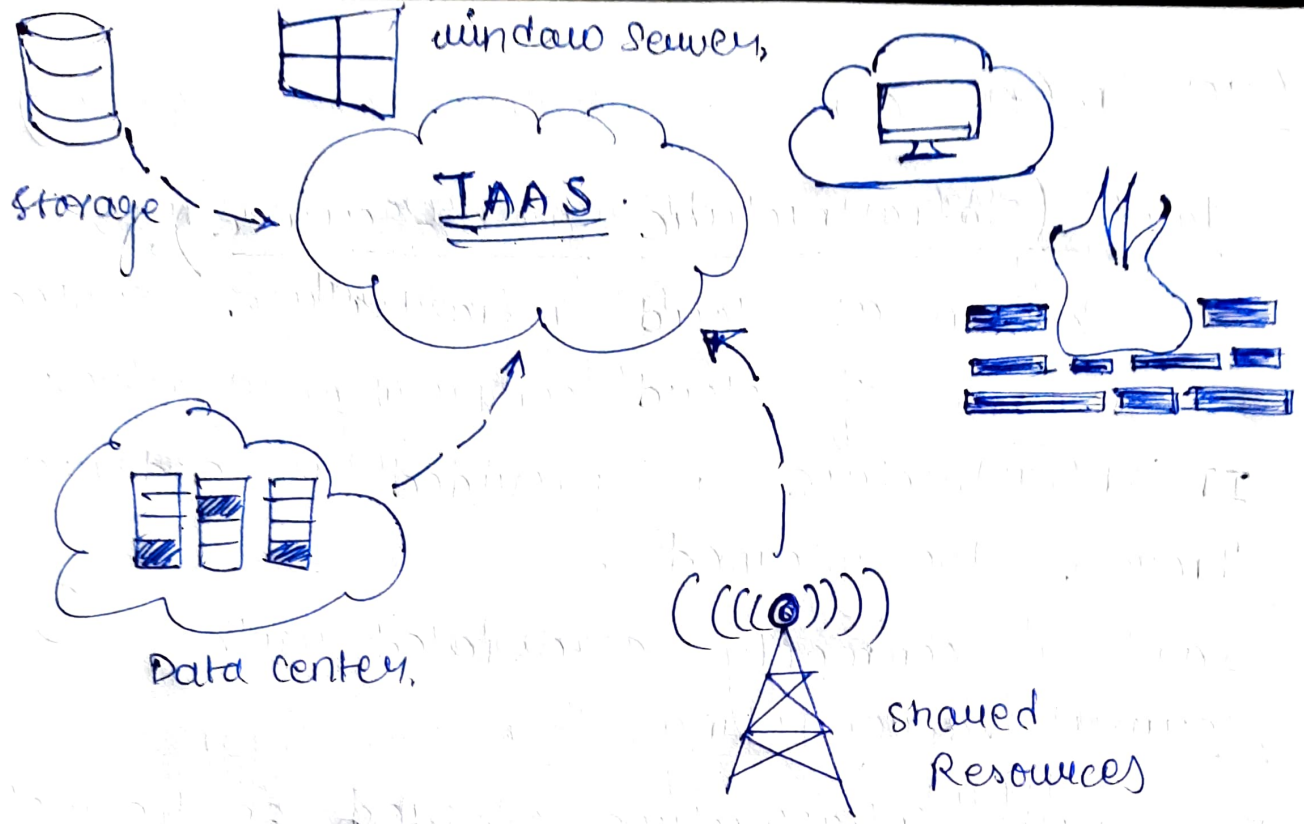 window server,
storage
IAAS
Data center.
shared
Resources